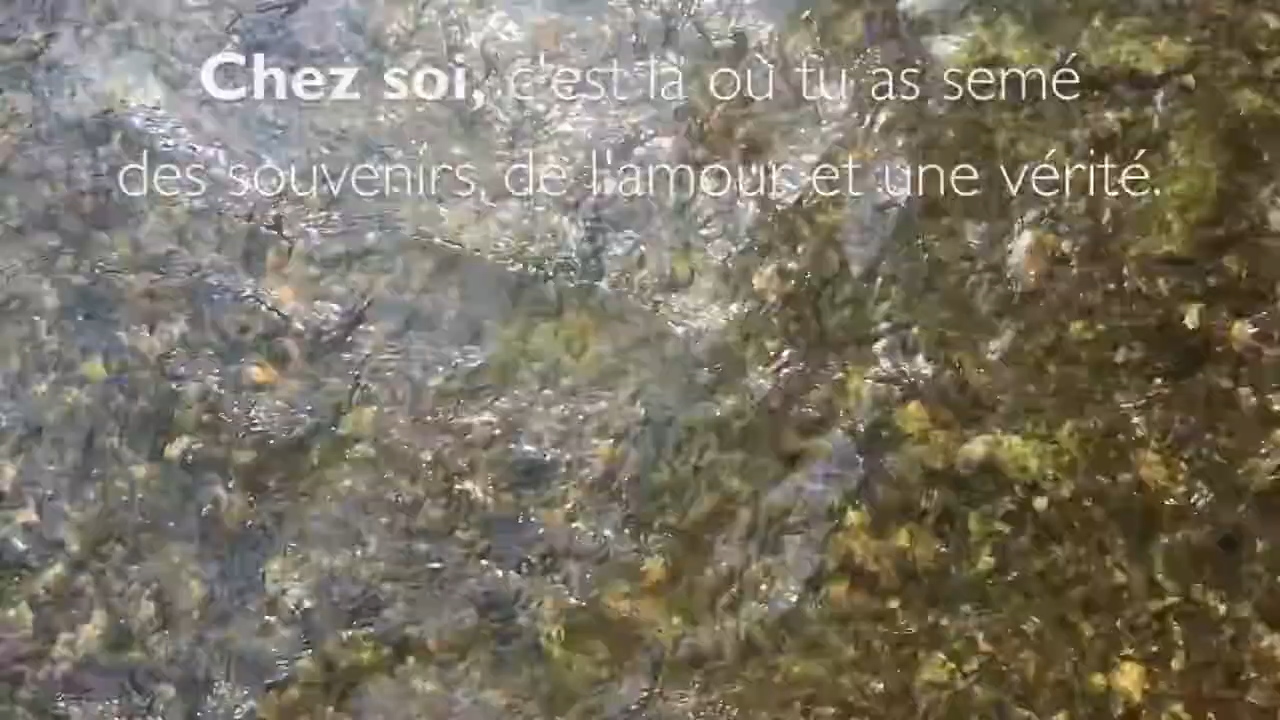 Chez soi, c'est là où tu as semé
des souvenirs, de l'amour et une vérité.